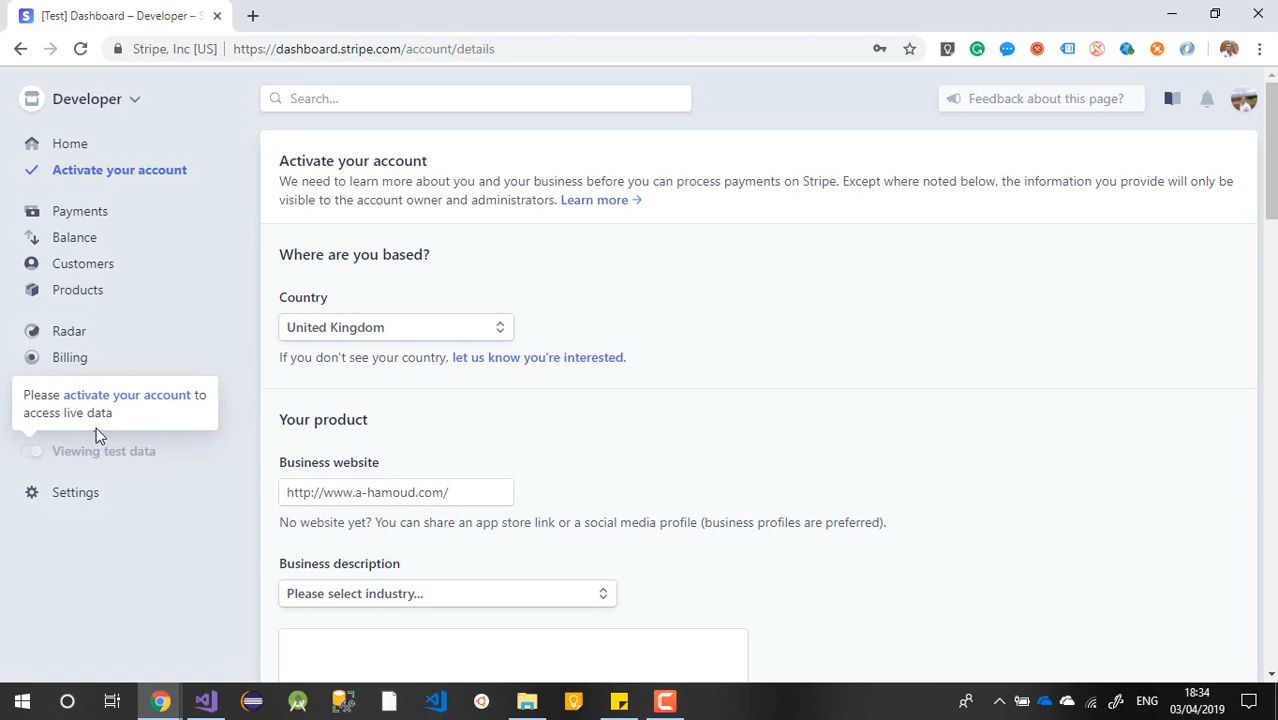 [Test] Dashboard – Developer – S
Stripe, Inc [US]
https://dashboard.stripe.com/account/details
Developer
Search...
Feedback about this page?
Home
Activate your account
Payments
Balance
Customers
Products
Radar
Billing
Please activate your account to
access live data
Viewing test data
Settings
Activate your account
We need to learn more about you and your business before you can process payments on Stripe. Except where noted below, the information you provide will only be
visible to the account owner and administrators. Learn more →
Where are you based?
Country
United Kingdom
If you don't see your country, let us know you're interested.
Your product
Business website
http://www.a-hamoud.com/
No website yet? You can share an app store link or a social media profile (business profiles are preferred).
Business description
Please select industry...
ENG
18:34
03/04/2019